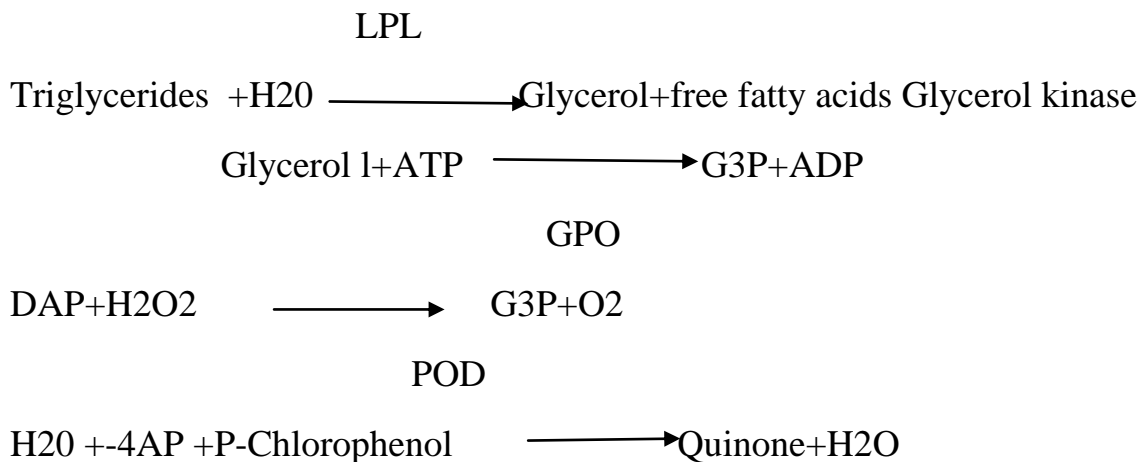 LPL
Triglycerides +H20 Glycerol+free fatty acids Glycerol kinase
Glycerol l+ATP G3P+ADP
GPO
DAP+H2O2 G3P+O2
POD
H20 +-4AP +P-Chlorophenol Quinone+H2O